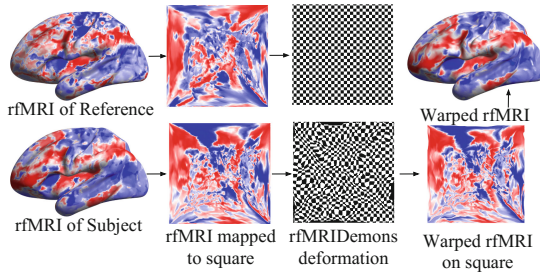 rfMRI of Reference
Warped rfMRI
rfMRI of Subject
rfMRI mapped
to square
rfMRIDemons
deformation
Warped rfMRI
on square